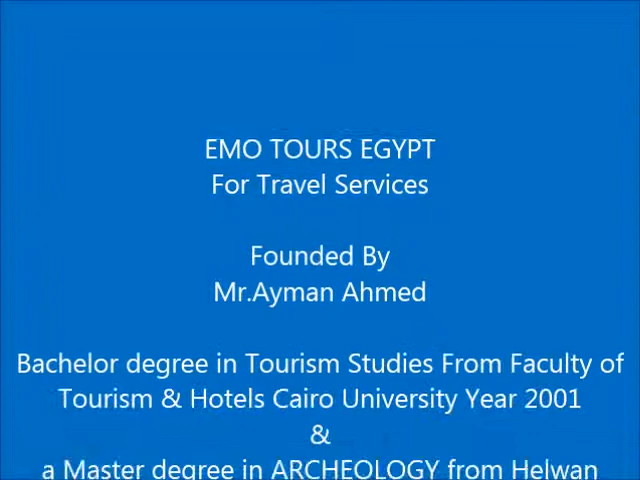 EMO TOURS EGYPT
For Travel Services
Founded By
Mr.Ayman Ahmed
Bachelor degree in Tourism Studies From Faculty of
Tourism & Hotels Cairo University Year 2001
&
a Master degree in ARCHEOLOGY from Helwan